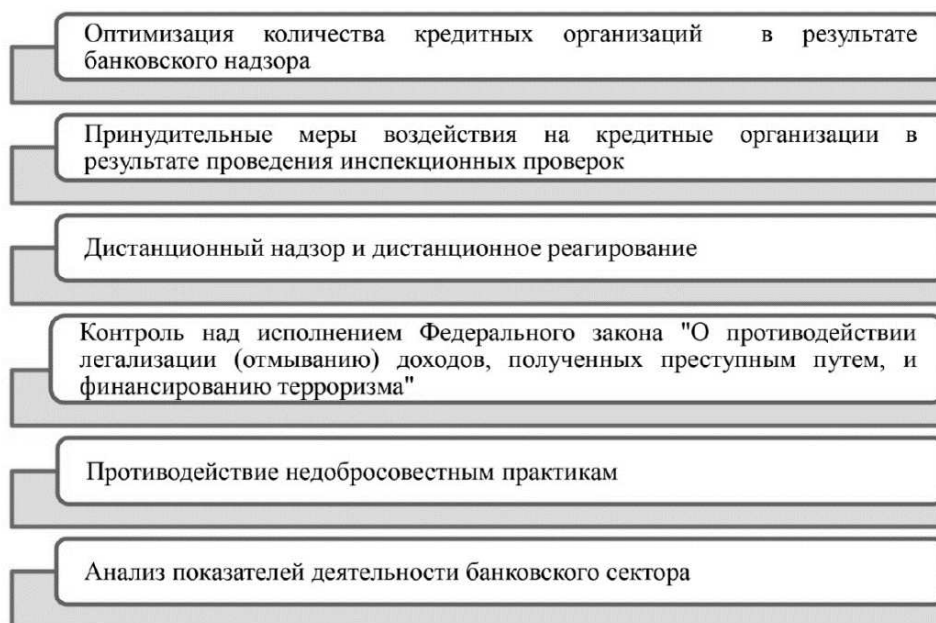 Оптимизация количества кредитных организаций в результате
банковского надзора
Принудительные меры воздействия на кредитные организации в
результате проведения инспекционных проверок
Дистанционный надзор и дистанционное реагирование
Контроль над исполнением Федерального закона "О противодействии
легализации (отмыванию) доходов, полученных преступным путем, и
финансированию терроризма"
Противодействие недобросовестным практикам
Анализ показателей деятельности банковского сектора